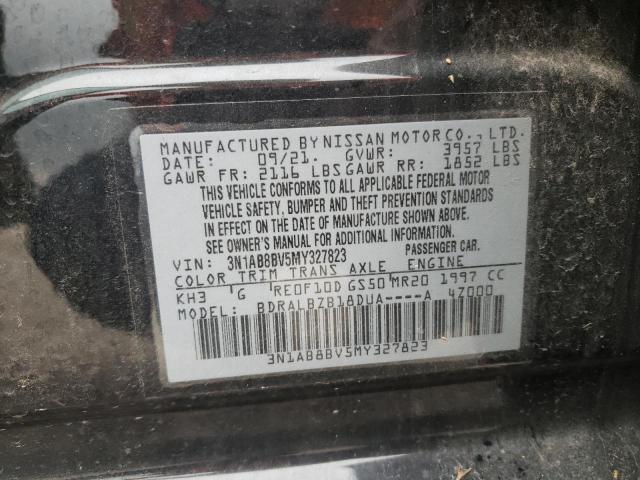 MANUFACTURED BY NISSAN MOTOR CO., LTD.
DATE: 09/21. GVWR: 3957 LBS
GAWR FR: 2116 LBS GAWR RR: 1852 LBS
THIS VEHICLE CONFORMS TO ALL APPLICABLE FEDERAL MOTOR
VEHICLE SAFETY, BUMPER AND THEFT PREVENTION STANDARDS
IN EFFECT ON THE DATE OF MANUFACTURE SHOWN ABOVE.
SEE OWNER'S MANUAL FOR ADDITIONAL INFORMATION.
VIN: 3N1AB8BV5MY327823 PASSENGER CAR.
COLOR TRIM TRANS AXLE ENGINE
KH3 G RE0F10D GS50 MR20 1997 CC
MODEL: BDRALBZB1ADUA----A 4Z000
3N1AB8BV5MY327823